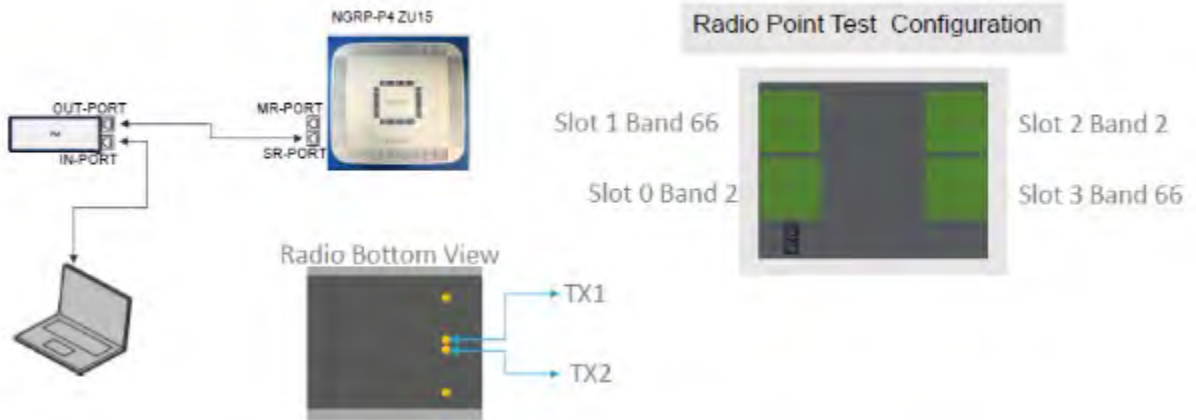 NGRP-P4 ZU15
OUT-PORT
IN-PORT
MR-PORT
SR-PORT
Radio Point Test Configuration
Slot 1 Band 66
Slot 2 Band 2
Slot 0 Band 2
Slot 3 Band 66
Radio Bottom View
TX1
TX2